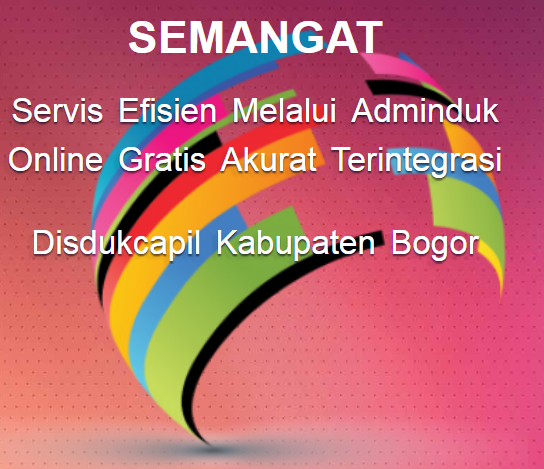 SEMANGAT
Servis Efisien Melalui Adminduk
Online Gratis Akurat Terintegrasi
Disdukcapil Kabupaten Bogor